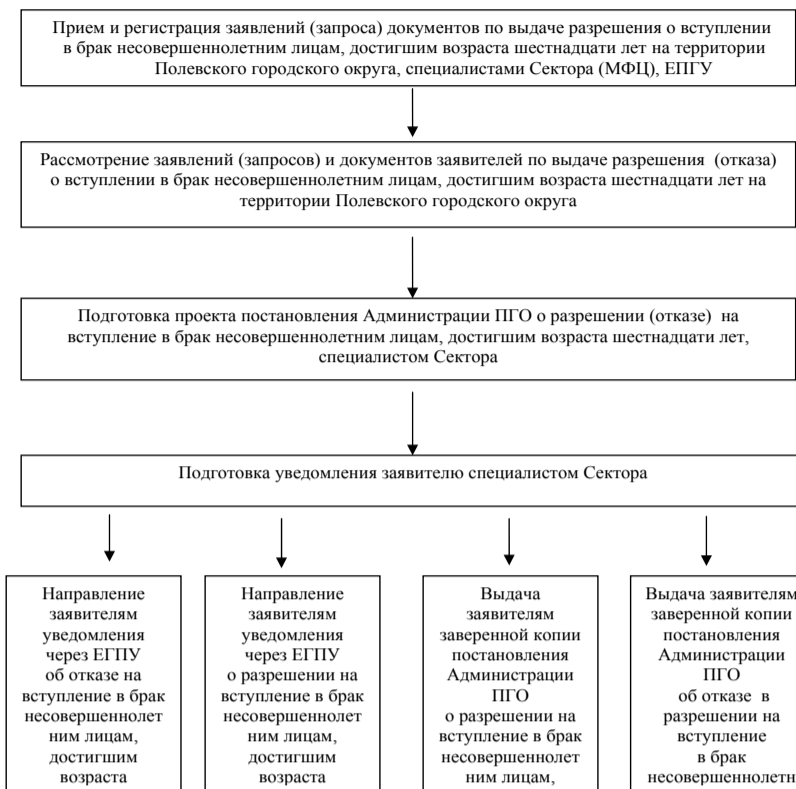 Прием и регистрация заявлений (запроса) документов по выдаче разрешения о вступлении
в брак несовершеннолетним лицам, достигшим возраста шестнадцати лет на территории
Полевского городского округа, специалистами Сектора (МФЦ), ЕПГУ
Рассмотрение заявлений (запросов) и документов заявителей по выдаче разрешения (отказа)
о вступлении в брак несовершеннолетним лицам, достигшим возраста шестнадцати лет на
территории Полевского городского округа
Подготовка проекта постановления Администрации ПГО о разрешении (отказе) на
вступление в брак несовершеннолетним лицам, достигшим возраста шестнадцати лет,
специалистом Сектора
Подготовка уведомления заявителю специалистом Сектора
Направление
заявителям
уведомления
через ЕГПУ
об отказе на
вступление в брак
несовершеннолет
ним лицам,
достигшим
возраста
Направление
заявителям
уведомления
через ЕГПУ
о разрешении на
вступление в брак
несовершеннолет
ним лицам,
достигшим
возраста
Выдача
заявителям
заверенной копии
постановления
Администрации
ПГО
о разрешении на
вступление в брак
несовершеннолет
ним лицам,
Выдача заявителям
заверенной копии
постановления
Администрации
ПГО
об отказе в
разрешении на
вступление
в брак
несовершеннолетн